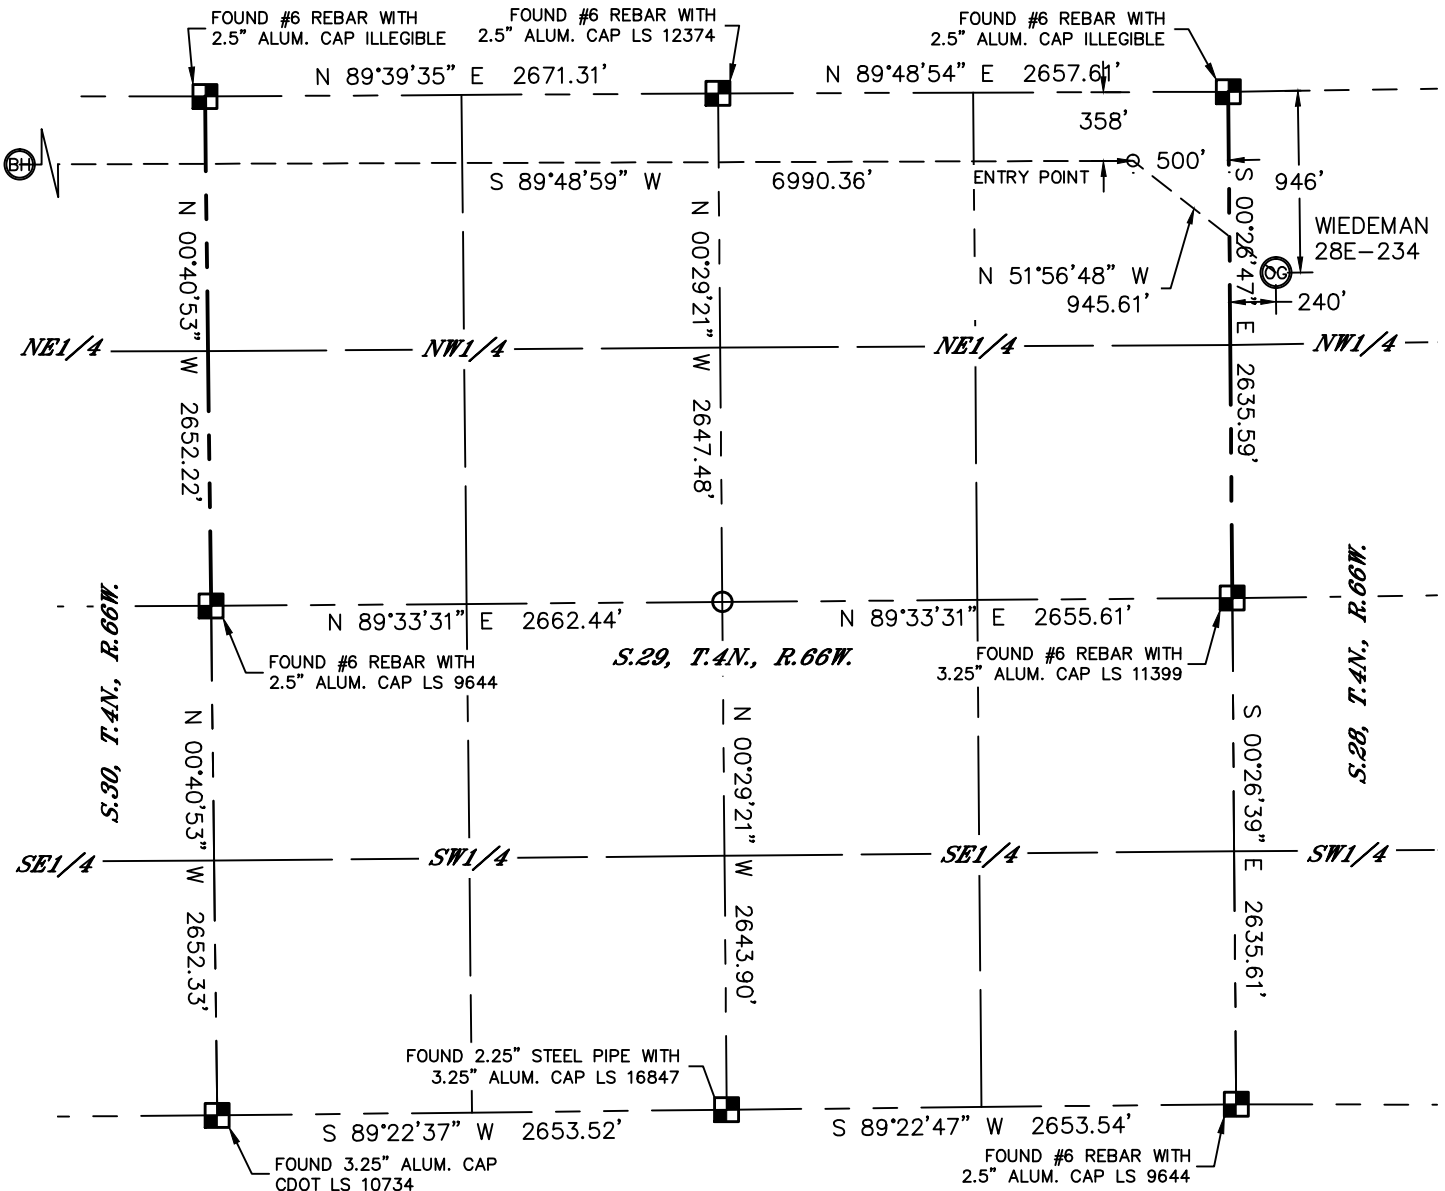 FOUND #6 REBAR WITH
2.5" ALUM. CAP ILLEGIBLE
FOUND #6 REBAR WITH
2.5" ALUM. CAP LS 12374
FOUND #6 REBAR WITH
2.5" ALUM. CAP ILLEGIBLE
N 89°39'35" E 2671.31'
N 89°48'54" E 2657.61'
358'
BH
S 89°48'59" W 6990.36'
ENTRY POINT
500'
946'
WIEDEMAN
28E-234
OG
240'
N 51°56'48" W
945.61'
N 00°40'53" W 2652.22'
N 00°29'21" W 2647.48'
S 00°26'47" E 2635.59'
NE1/4
NW1/4
NE1/4
NW1/4
N 89°33'31" E 2662.44'
N 89°33'31" E 2655.61'
FOUND #6 REBAR WITH
2.5" ALUM. CAP LS 9644
S.29, T.4N., R.66W.
FOUND #6 REBAR WITH
3.25" ALUM. CAP LS 11399
S.30, T.4N., R.66W.
S.28, T.4N., R.66W.
N 00°40'53" W 2652.33'
N 00°29'21" W 2643.90'
S 00°26'39" E 2635.61'
SE1/4
SW1/4
SE1/4
SW1/4
FOUND 2.25" STEEL PIPE WITH
3.25" ALUM. CAP LS 16847
S 89°22'37" W 2653.52'
S 89°22'47" W 2653.54'
FOUND 3.25" ALUM. CAP
CDOT LS 10734
FOUND #6 REBAR WITH
2.5" ALUM. CAP LS 9644